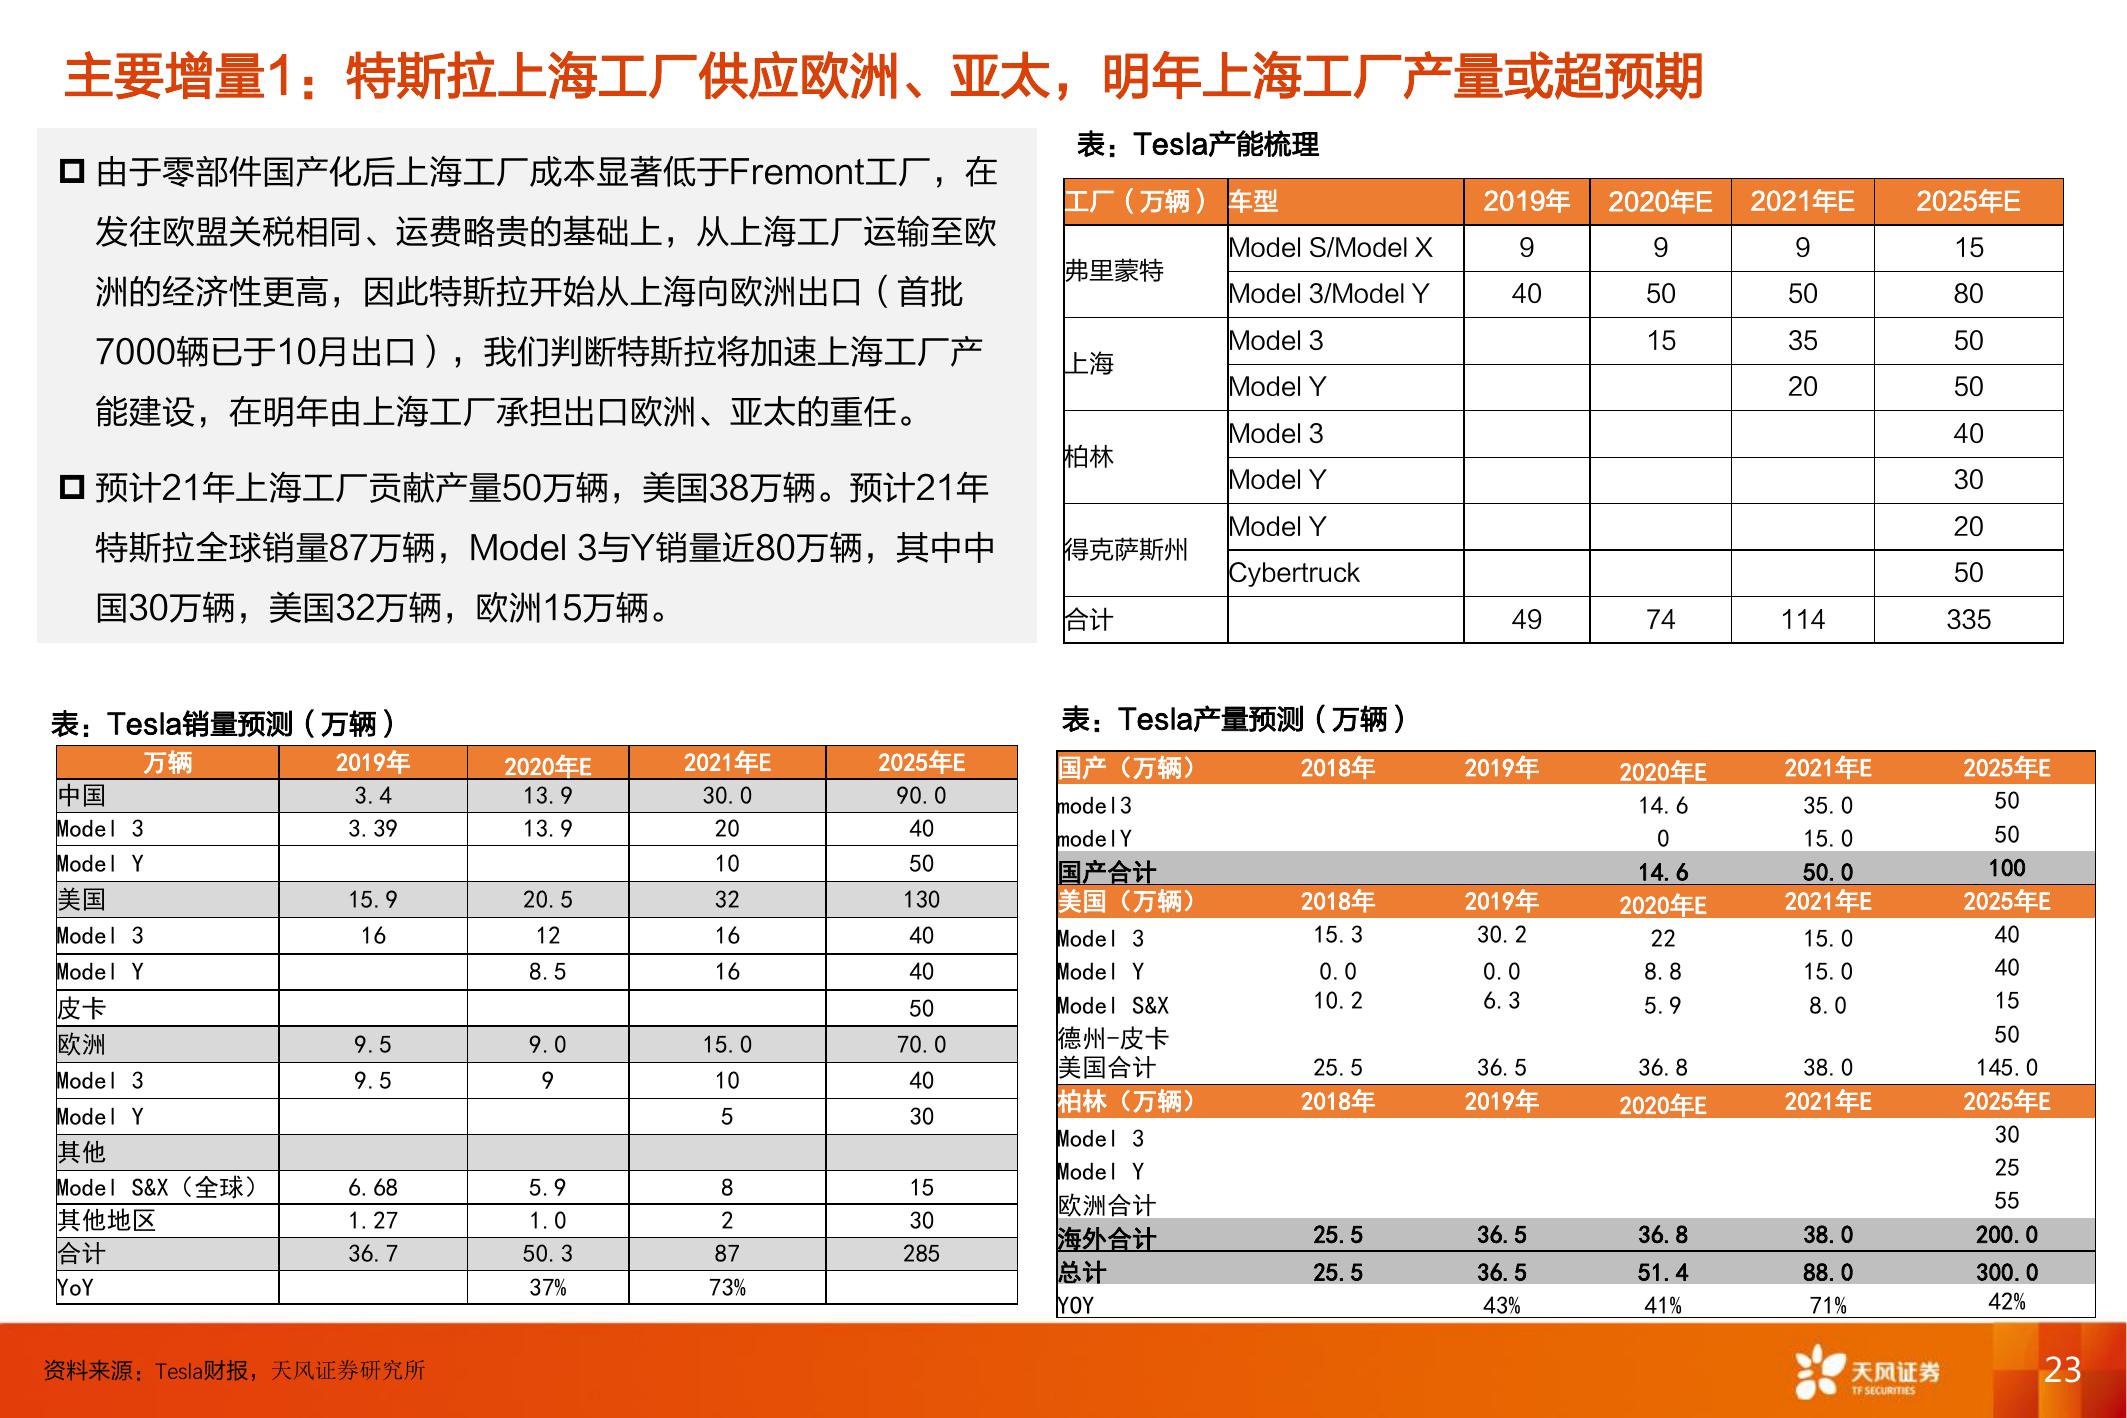 主要增量1：特斯拉上海工厂供应欧洲、亚太，明年上海工厂产量或超预期
由于零部件国产化后上海工厂成本显著低于Fremont工厂，在
发往欧盟关税相同、运费略贵的基础上，从上海工厂运输至欧
洲的经济性更高，因此特斯拉开始从上海向欧洲出口（首批
7000辆已于10月出口），我们判断特斯拉将加速上海工厂产
能建设，在明年由上海工厂承担出口欧洲、亚太的重任。
预计21年上海工厂贡献产量50万辆，美国38万辆。预计21年
特斯拉全球销量87万辆，Model 3与Y销量近80万辆，其中中
国30万辆，美国32万辆，欧洲15万辆。
表：Tesla产能梳理
工厂（万辆） 车型 2019年 2020年E 2021年E 2025年E
弗里蒙特
Model S/Model X 9 9 9 15
Model 3/Model Y 40 50 50 80
上海
Model 3 15 35 50
Model Y 20 50
柏林
Model 3 40
Model Y 30
得克萨斯州
Model Y 20
Cybertruck 50
合计 49 74 114 335
表：Tesla销量预测（万辆）
万辆 2019年 2020年E 2021年E 2025年E
中国 3.4 13.9 30.0 90.0
Model 3 3.39 13.9 20 40
Model Y 10 50
美国 15.9 20.5 32 130
Model 3 16 12 16 40
Model Y 8.5 16 40
皮卡 50
欧洲 9.5 9.0 15.0 70.0
Model 3 9.5 9 10 40
Model Y 5 30
其他
Model S&X（全球） 6.68 5.9 8 15
其他地区 1.27 1.0 2 30
合计 36.7 50.3 87 285
YoY 37% 73%
表：Tesla产量预测（万辆）
国产（万辆） 2018年 2019年 2020年E 2021年E 2025年E
model3 14.6 35.0 50
modelY 0 15.0 50
国产合计 14.6 50.0 100
美国（万辆） 2018年 2019年 2020年E 2021年E 2025年E
Model 3 15.3 30.2 22 15.0 40
Model Y 0.0 0.0 8.8 15.0 40
Model S&X 10.2 6.3 5.9 8.0 15
德州-皮卡 50
美国合计 25.5 36.5 36.8 38.0 145.0
柏林（万辆） 2018年 2019年 2020年E 2021年E 2025年E
Model 3 30
Model Y 25
欧洲合计 55
海外合计 25.5 36.5 36.8 38.0 200.0
总计 25.5 36.5 51.4 88.0 300.0
YOY 43% 41% 71% 42%
资料来源：Tesla财报，天风证券研究所
天风证券
TF SECURITIES
23